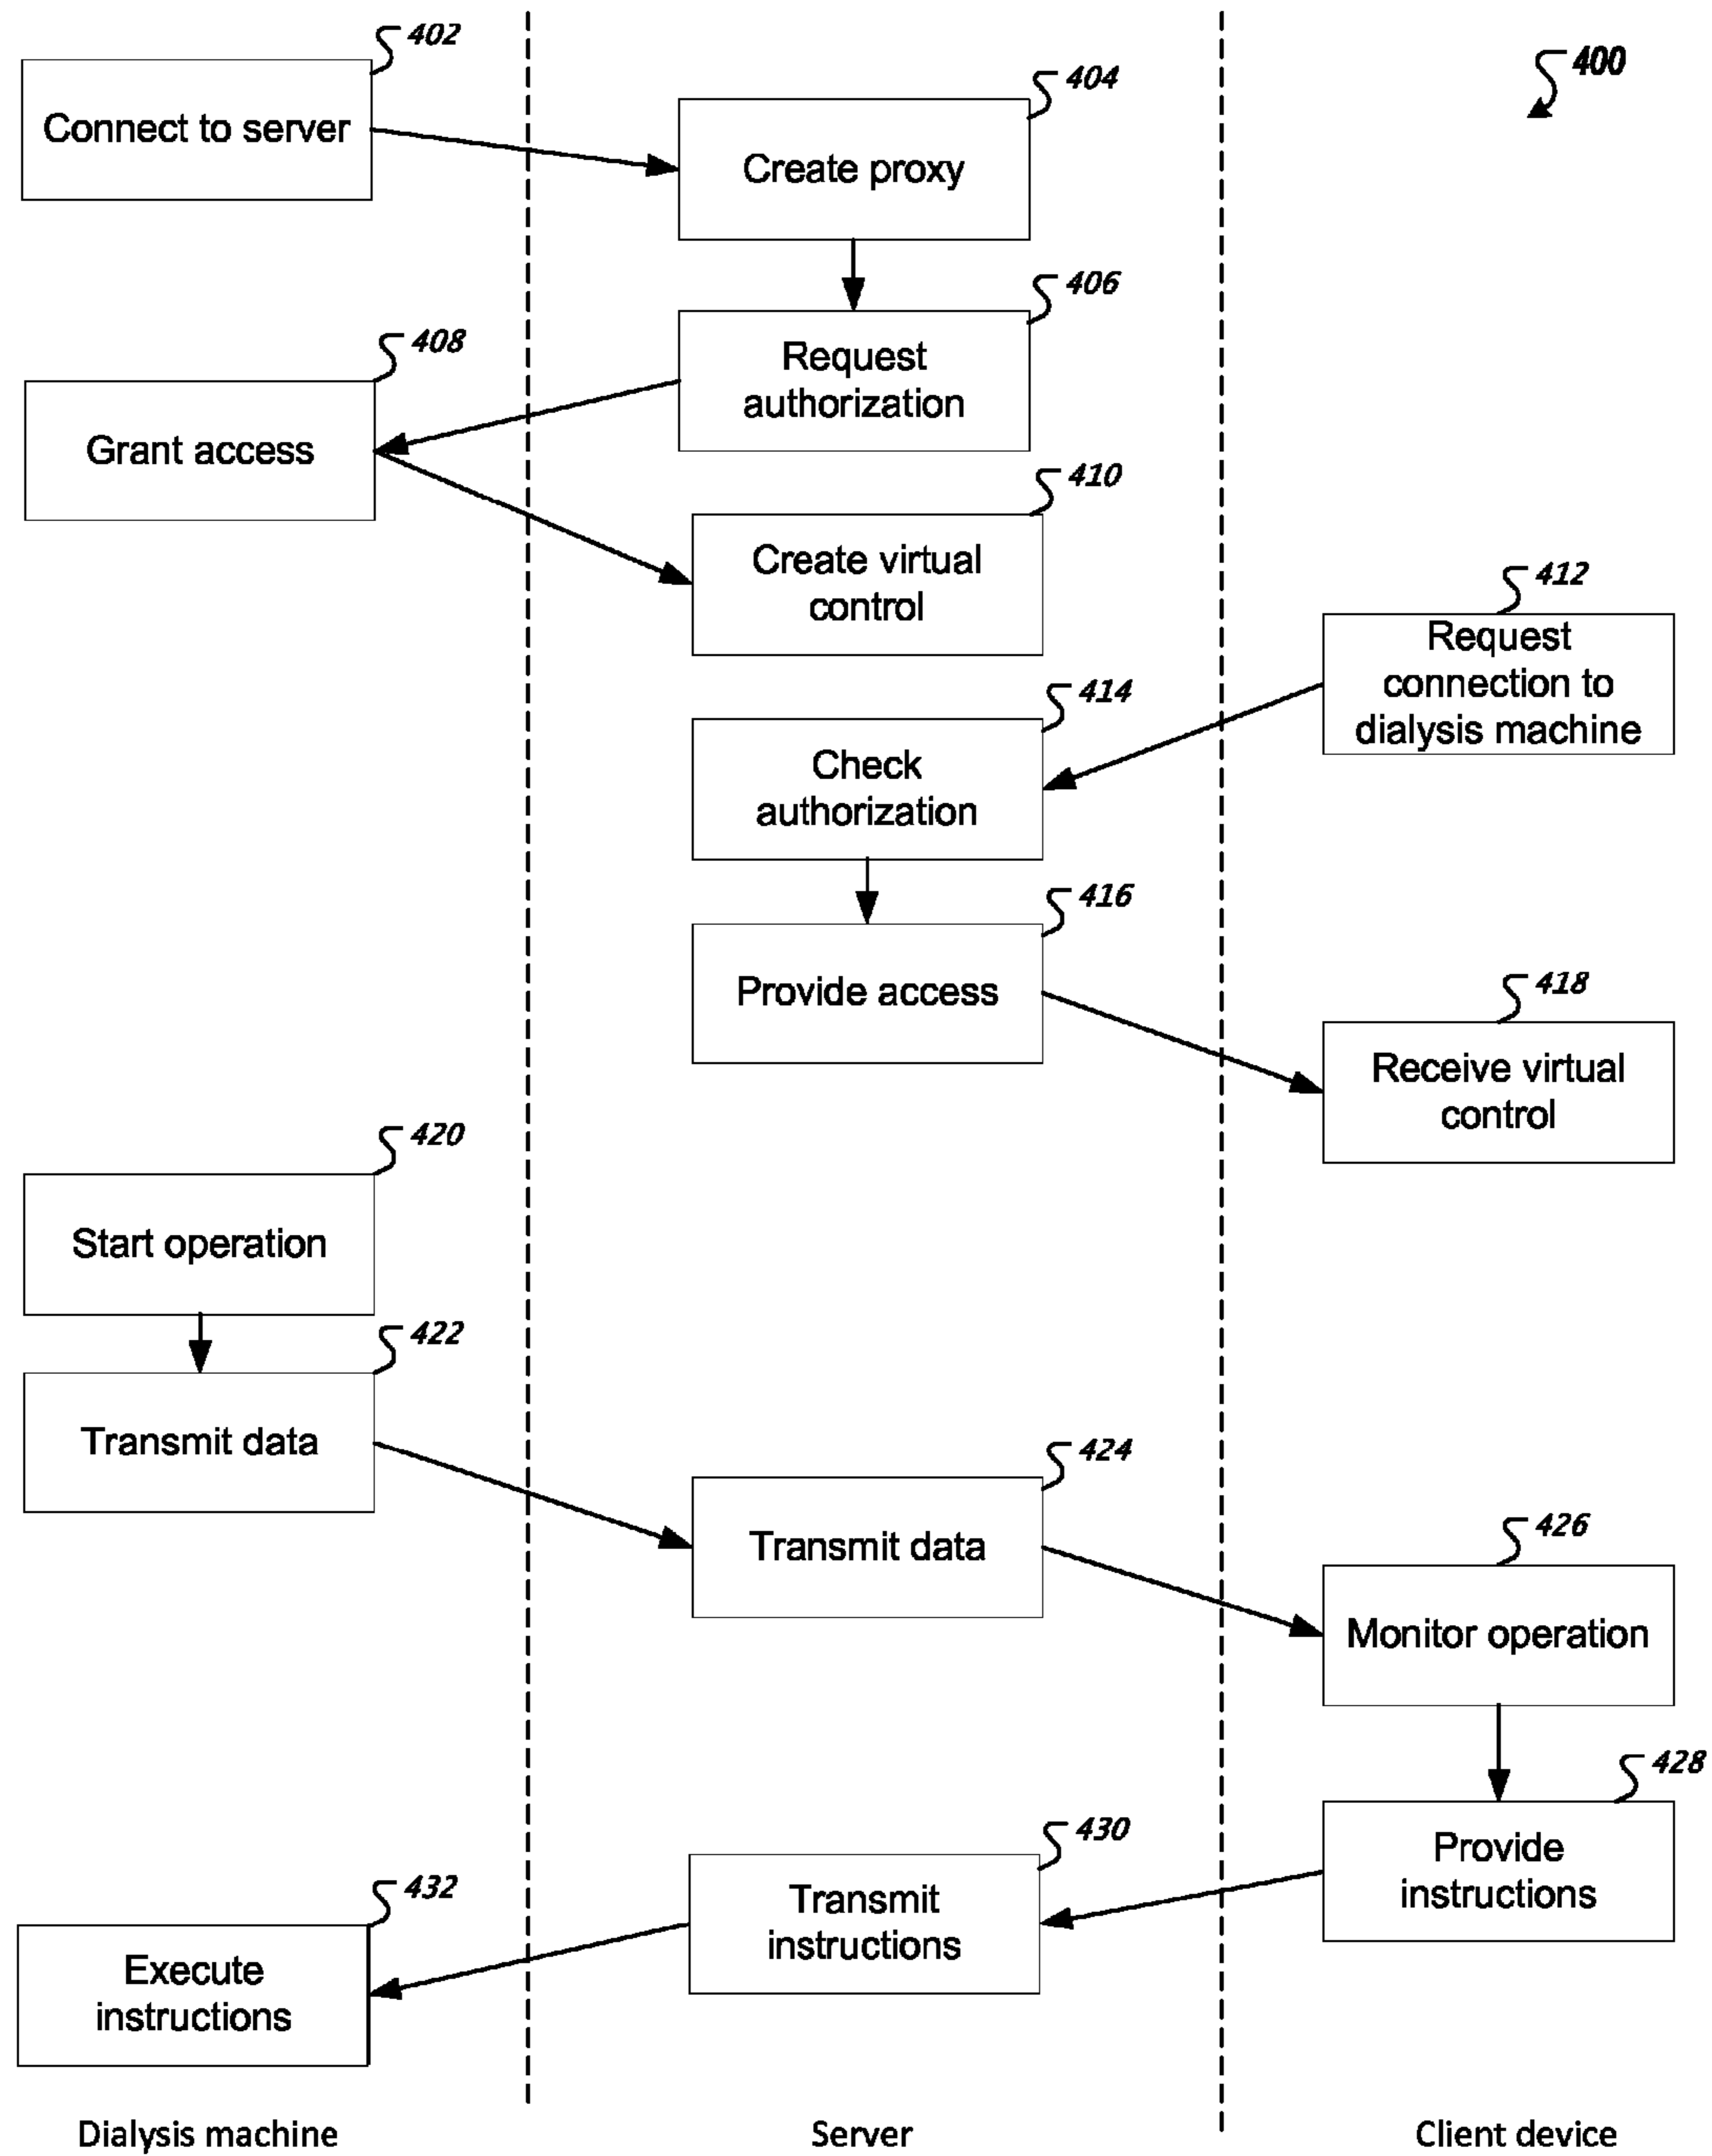 402
Connect to server
404
Create proxy
400
406
Request
authorization
408
Grant access
410
Create virtual
control
412
Request
connection to
dialysis machine
414
Check
authorization
416
Provide access
418
Receive virtual
control
420
Start operation
422
Transmit data
424
Transmit data
426
Monitor operation
428
Provide
instructions
430
Transmit
instructions
432
Execute
instructions
Dialysis machine
Server
Client device